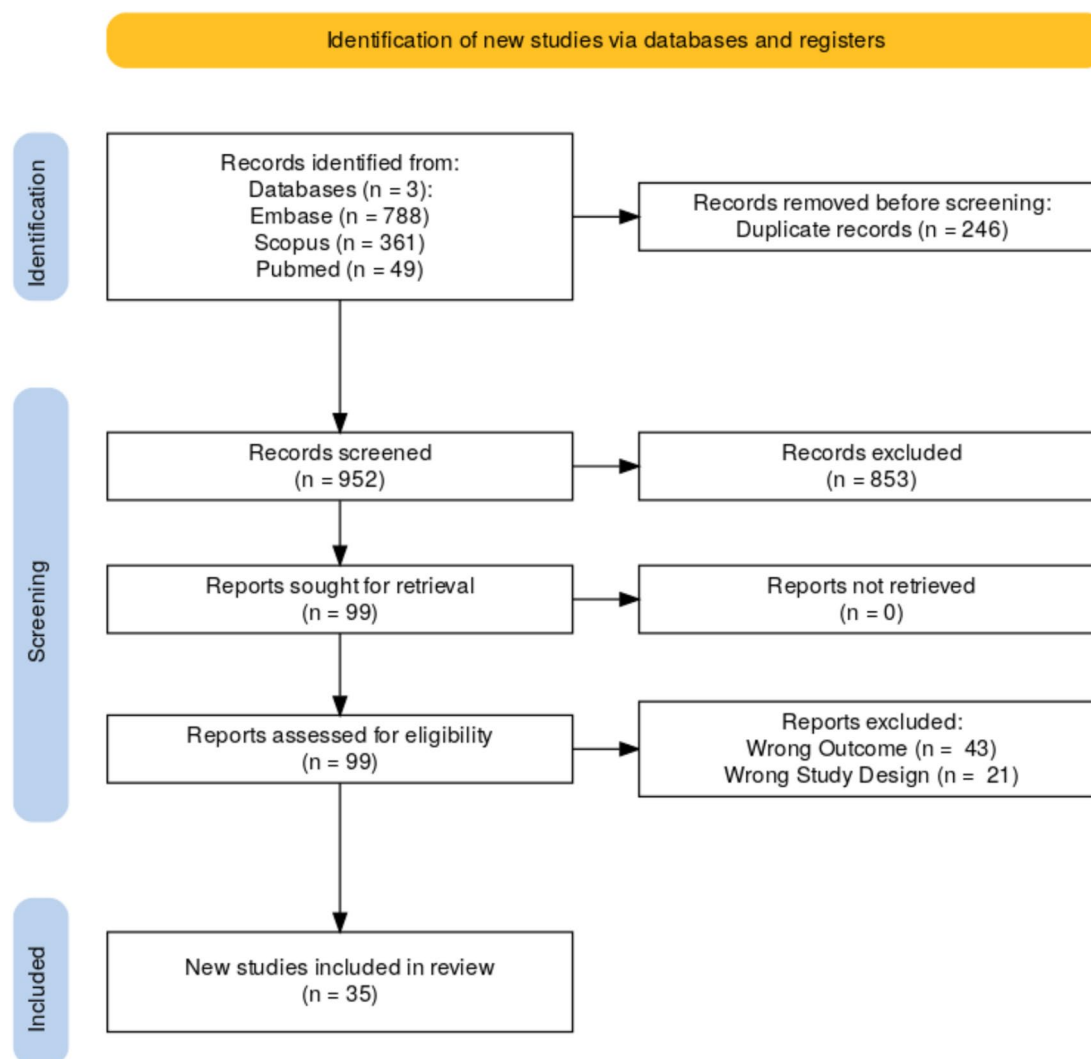 Identification of new studies via databases and registers
Identification
Records identified from:
Databases (n = 3):
Embase (n = 788)
Scopus (n = 361)
Pubmed (n = 49)
Records removed before screening:
Duplicate records (n = 246)
Screening
Records screened
(n = 952)
Records excluded
(n = 853)
Reports sought for retrieval
(n = 99)
Reports not retrieved
(n = 0)
Reports assessed for eligibility
(n = 99)
Reports excluded:
Wrong Outcome (n = 43)
Wrong Study Design (n = 21)
Included
New studies included in review
(n = 35)